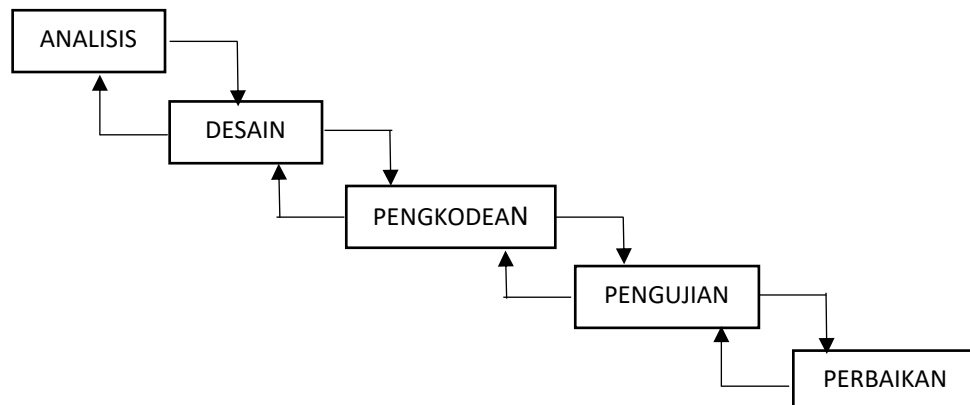 ANALISIS
DESAIN
PENGKODEAN
PENGUJIAN
PERBAIKAN